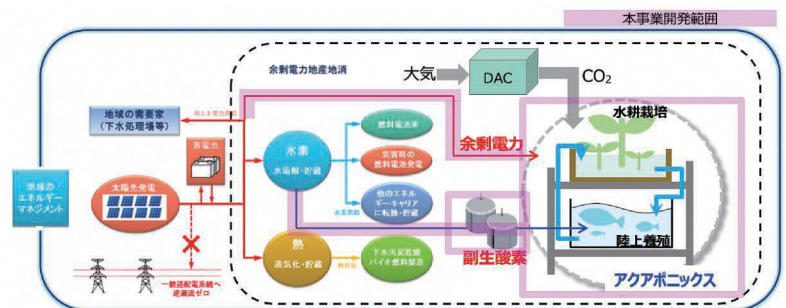 本事業開発範囲
余剰電力地産地消
大気
DAC
CO₂
水耕栽培
地域の需要家
(下水処理場等)
蓄電池
太陽光発電
地域の
エネルギー
マネジメント
一般送配電系統へ
逆潮流ゼロ
水素
水電解・貯蔵
燃料電池車
災害時の
燃料電池発電
他のエネル
ギーキャリア
に転換・貯蔵
熱
蒸気化・貯蔵
下水汚泥乾燥
バイオ燃料製造
余剰電力
副生酸素
陸上養殖
アクアポニックス